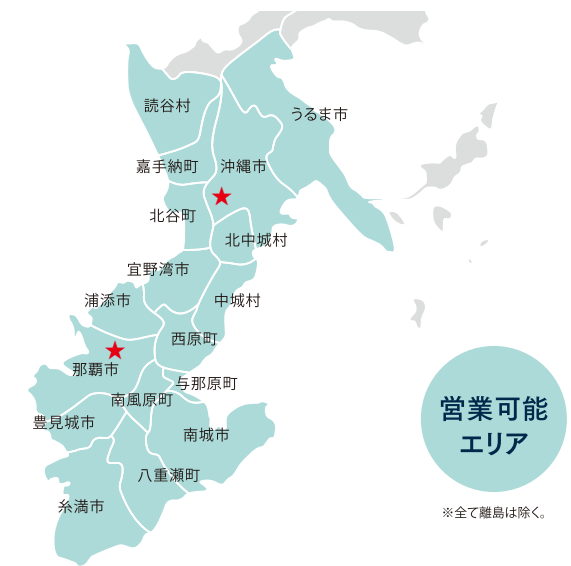 読谷村
うるま市
嘉手納町
沖縄市
北谷町
北中城村
宜野湾市
浦添市
中城村
西原町
那覇市
与那原町
南風原町
豊見城市
南城市
八重瀬町
糸満市
営業可能
エリア
※全て離島は除く。